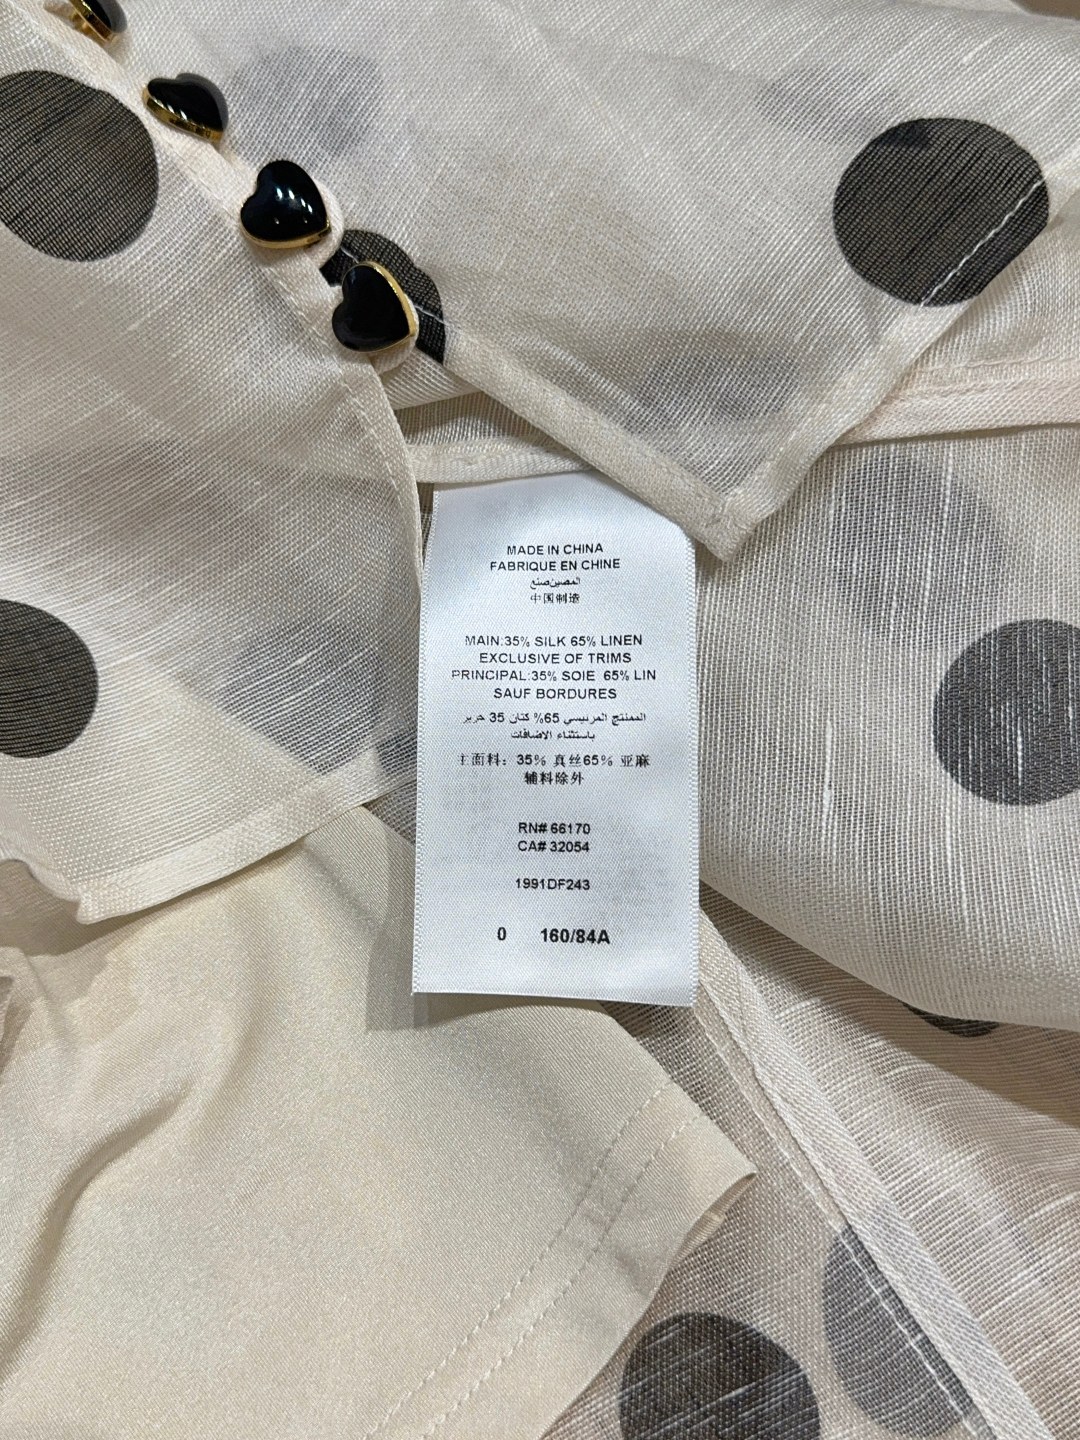 MADE IN CHINA
FABRIQUE EN CHINE
المصين صنع
中国制造
MAIN:35% SILK 65% LINEN
EXCLUSIVE OF TRIMS
PRINCIPAL:35% SOIE 65% LIN
SAUF BORDURES
الممنتج المرئيسي 65% كتان 35 حرير
باستثناء الاضافات
主面料: 35% 真丝65% 亚麻
辅料除外
RN# 66170
CA# 32054
1991DF243
0 160/84A